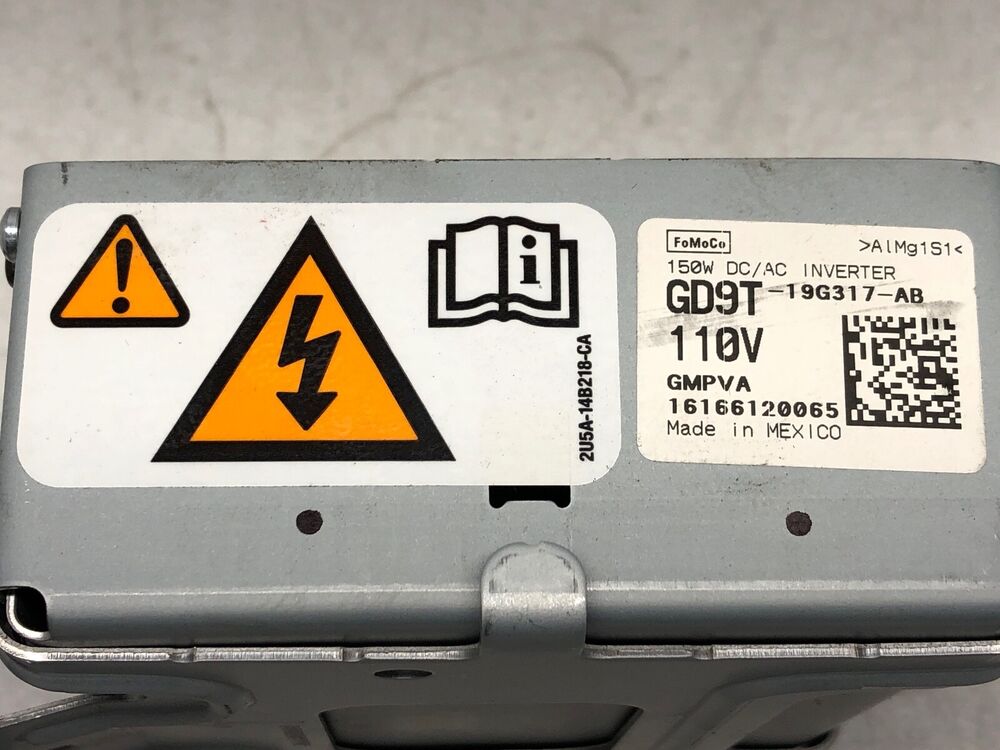 2U5A-14B218-CA
FoMoCo
>AlMg1S1<
150W DC/AC INVERTER
GD9T-19G317-AB
110V
GMPVA
16166120065
Made in MEXICO